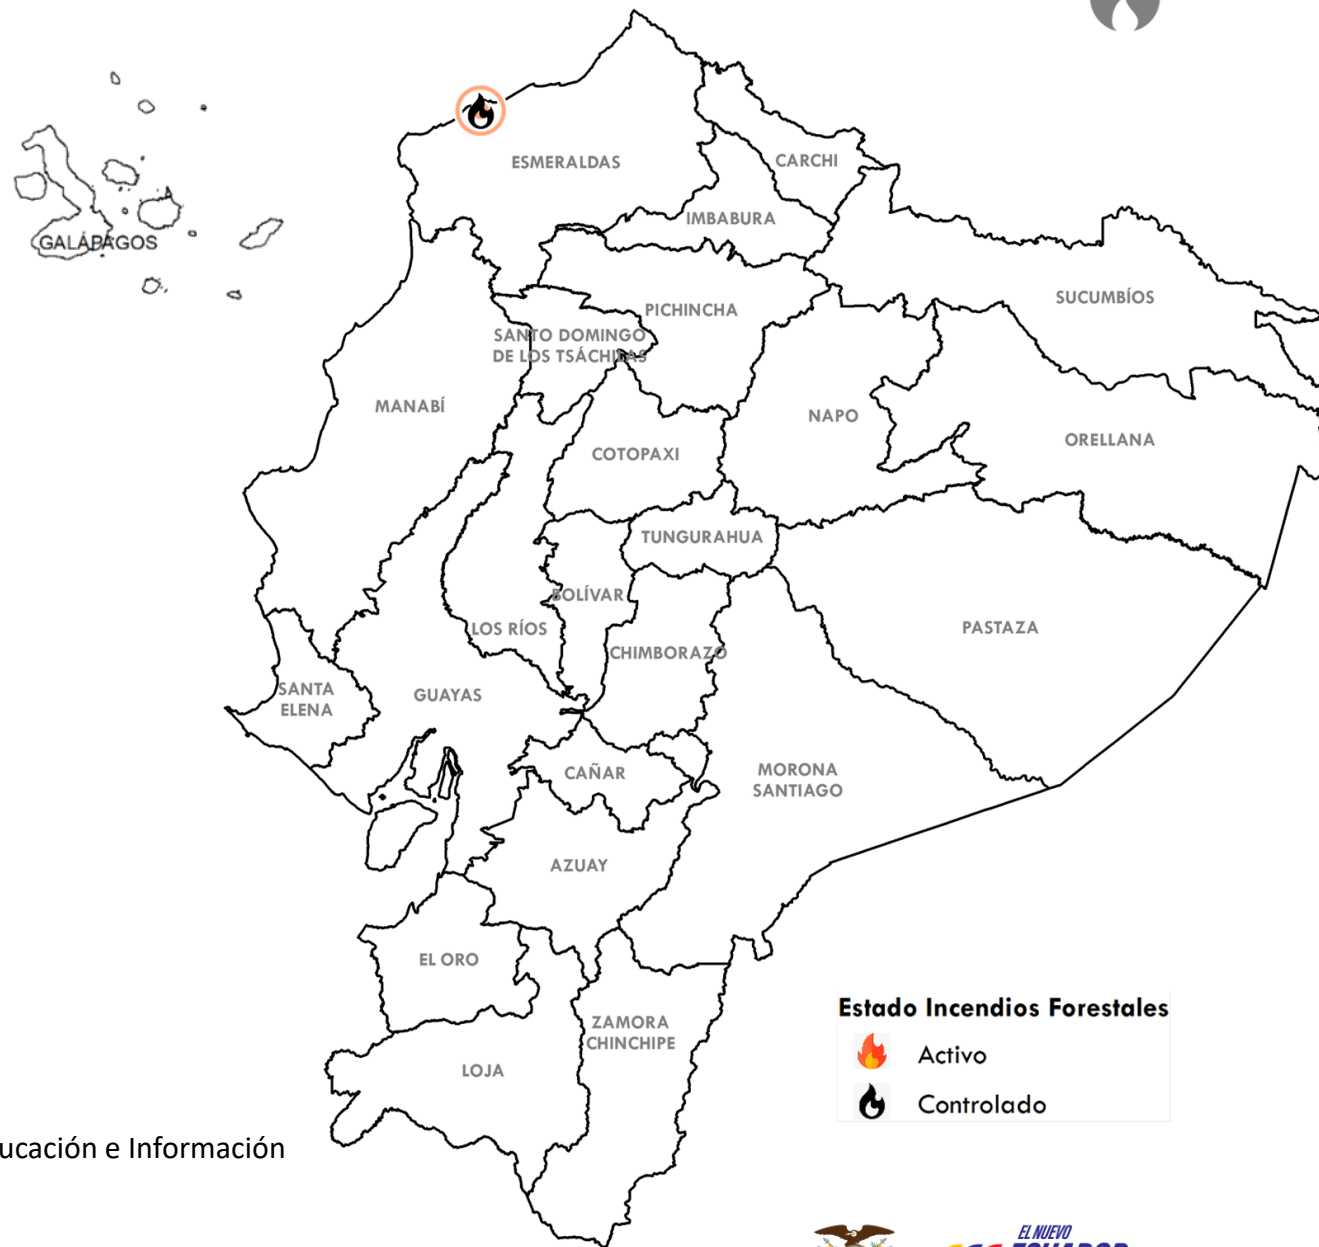 ESMERALDAS
CARCHI
IMBABURA
GALÁPAGOS
SUCUMBÍOS
PICHINCHA
SANTO DOMINGO
DE LOS TSÁCHILAS
MANABÍ
NAPO
ORELLANA
COTOPAXI
TUNGURAHUA
BOLÍVAR
LOS RÍOS
PASTAZA
CHIMBORAZO
SANTA
ELENA
GUAYAS
CAÑAR
MORONA
SANTIAGO
AZUAY
EL ORO
ZAMORA
CHINCHIPE
LOJA
Estado Incendios Forestales
Activo
Controlado
ucación e Información
EL NUEVO
ECUADOR